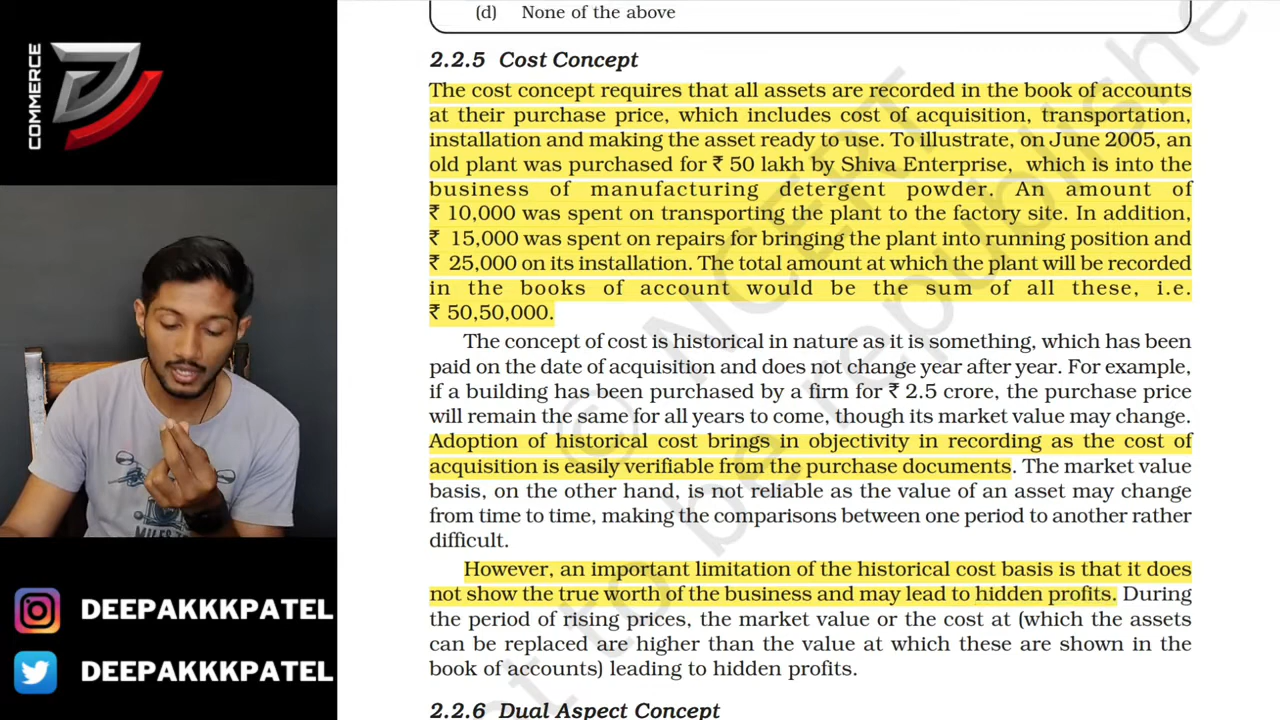 COMMERCE
(d) None of the above
2.2.5 Cost Concept
The cost concept requires that all assets are recorded in the book of accounts
at their purchase price, which includes cost of acquisition, transportation,
installation and making the asset ready to use. To illustrate, on June 2005, an
old plant was purchased for ₹ 50 lakh by Shiva Enterprise, which is into the
business of manufacturing detergent powder. An amount of
₹ 10,000 was spent on transporting the plant to the factory site. In addition,
₹ 15,000 was spent on repairs for bringing the plant into running position and
₹ 25,000 on its installation. The total amount at which the plant will be recorded
in the books of account would be the sum of all these, i.e.
₹ 50,50,000.
The concept of cost is historical in nature as it is something, which has been
paid on the date of acquisition and does not change year after year. For example,
if a building has been purchased by a firm for ₹ 2.5 crore, the purchase price
will remain the same for all years to come, though its market value may change.
Adoption of historical cost brings in objectivity in recording as the cost of
acquisition is easily verifiable from the purchase documents. The market value
basis, on the other hand, is not reliable as the value of an asset may change
from time to time, making the comparisons between one period to another rather
difficult.
However, an important limitation of the historical cost basis is that it does
not show the true worth of the business and may lead to hidden profits. During
the period of rising prices, the market value or the cost at (which the assets
can be replaced are higher than the value at which these are shown in the
book of accounts) leading to hidden profits.
2.2.6 Dual Aspect Concept
© NCERT
not to be republished
DEEPAKKKPATEL
DEEPAKKKPATEL